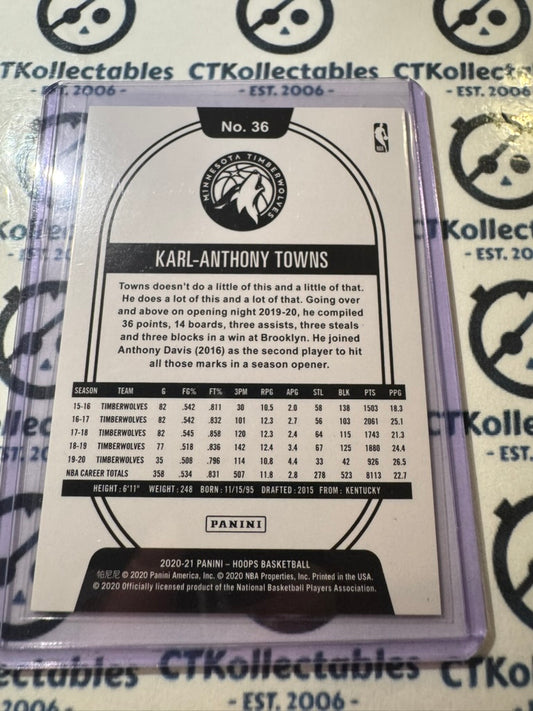 CTKollectables CTKollectables CTKollectables
- EST. 2006 - - EST. 2006 - - EST. 2006 -
No. 36
MINNESOTA TIMBERWOLVES
KARL-ANTHONY TOWNS
Towns doesn't do a little of this and a little of that.
He does a lot of this and a lot of that. Going over
and above on opening night 2019-20, he compiled
36 points, 14 boards, three assists, three steals
and three blocks in a win at Brooklyn. He joined
Anthony Davis (2016) as the second player to hit
all those marks in a season opener.
SEASON TEAM G FG% FT% 3PM RPG APG STL BLK PTS PPG
15-16 TIMBERWOLVES 82 .542 .811 30 10.5 2.0 58 138 1503 18.3
16-17 TIMBERWOLVES 82 .542 .832 101 12.3 2.7 56 103 2061 25.1
17-18 TIMBERWOLVES 82 .545 .858 120 12.3 2.4 64 115 1743 21.3
18-19 TIMBERWOLVES 77 .518 .836 142 12.4 3.4 67 125 1880 24.4
19-20 TIMBERWOLVES 35 .508 .796 114 10.8 4.4 33 42 926 26.5
NBA CAREER TOTALS 358 .534 .831 507 11.8 2.8 278 523 8113 22.7
HEIGHT: 6'11" WEIGHT: 248 BORN: 11/15/95 DRAFTED: 2015 FROM: KENTUCKY
PANINI
2020-21 PANINI – HOOPS BASKETBALL
帕尼尼 © 2020 Panini America, Inc. © 2020 NBA Properties, Inc. Printed in the USA.
© 2020 Officially licensed product of the National Basketball Players Association.
CTKollectables CTKollectables
- EST. 2006 -